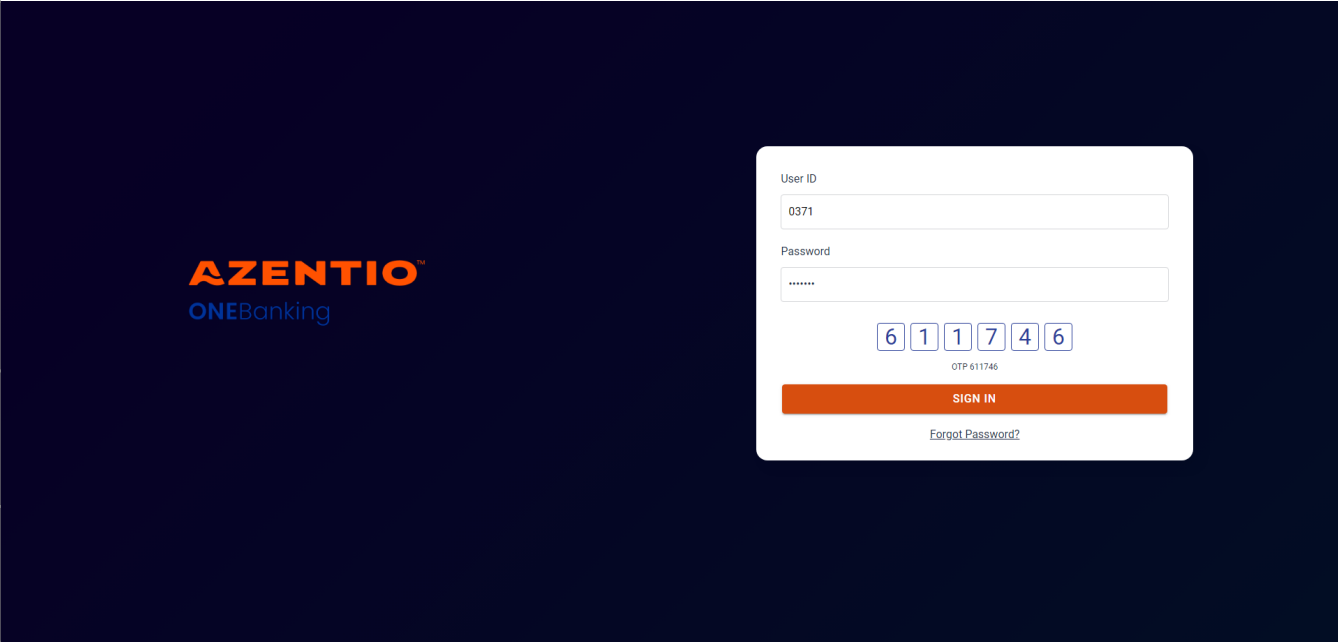 AZENTIO™
ONEBanking
User ID
0371
Password
•••••••
6 1 1 7 4 6
OTP 611746
SIGN IN
Forgot Password?